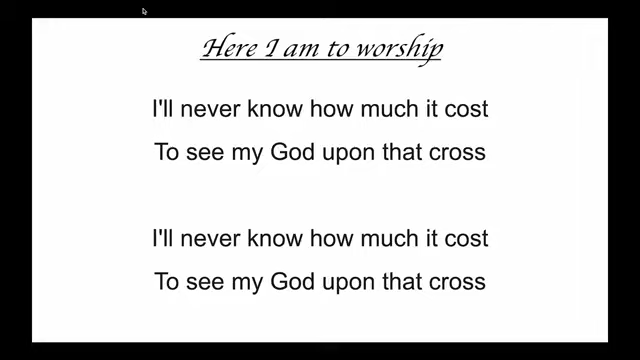 Here I am to worship
I'll never know how much it cost
To see my God upon that cross
I'll never know how much it cost
To see my God upon that cross